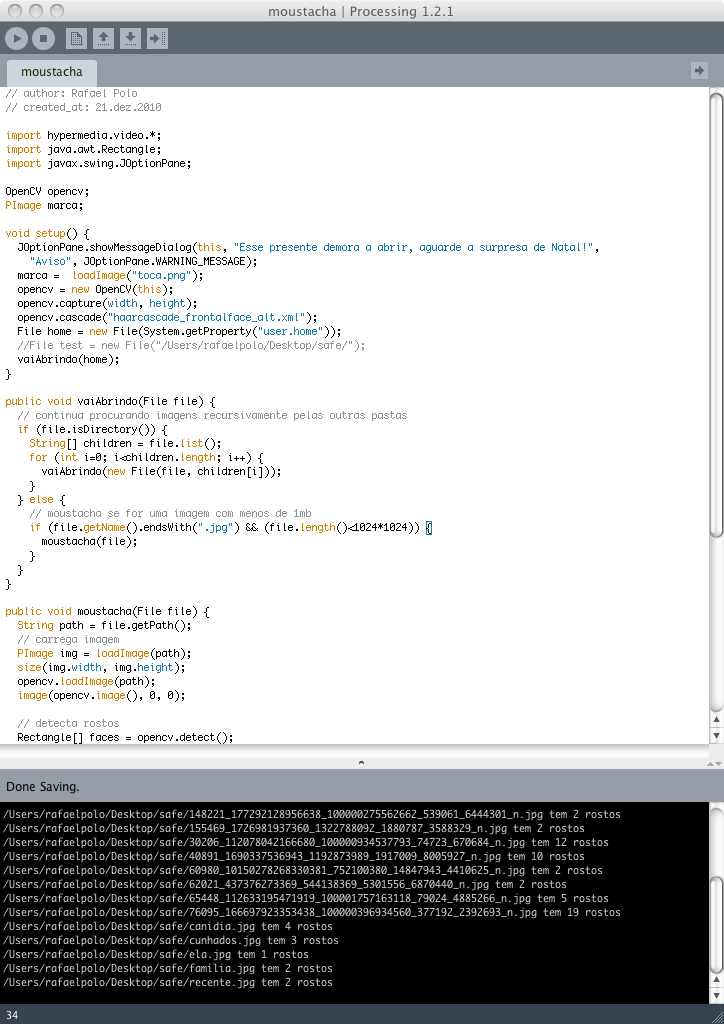 moustacha | Processing 1.2.1
moustacha
// author: Rafael Polo
// created_at: 21.dez.2010
import hypermedia.video.*;
import java.awt.Rectangle;
import javax.swing.JOptionPane;
OpenCV opencv;
PImage marca;
void setup() {
JOptionPane.showMessageDialog(this, "Esse presente demora a abrir, aguarde a surpresa de Natal!",
"Aviso", JOptionPane.WARNING_MESSAGE);
marca =  loadImage("toca.png");
opencv = new OpenCV(this);
opencv.capture(width, height);
opencv.cascade("haarcascade_frontalface_alt.xml");
File home = new File(System.getProperty("user.home"));
//File test = new File("/Users/rafaelpolo/Desktop/safe/");
vaiAbrindo(home);
}
public void vaiAbrindo(File file) {
// continua procurando imagens recursivamente pelas outras pastas
if (file.isDirectory()) {
String[] children = file.list();
for (int i=0; i<children.length; i++) {
vaiAbrindo(new File(file, children[i]));
}
} else {
// moustacha se for uma imagem com menos de 1mb
if (file.getName().endsWith(".jpg") && (file.length()<1024*1024)) {
moustacha(file);
}
}
}
public void moustacha(File file) {
String path = file.getPath();
// carrega imagem
PImage img = loadImage(path);
size(img.width, img.height);
opencv.loadImage(path);
image(opencv.image(), 0, 0);
// detecta rostos
Rectangle[] faces = opencv.detect();
Done Saving.
/Users/rafaelpolo/Desktop/safe/148221_177292128956638_100000275562662_539061_6444301_n.jpg tem 2 rostos
/Users/rafaelpolo/Desktop/safe/155469_1726981937360_1322788092_1880787_3588329_n.jpg tem 2 rostos
/Users/rafaelpolo/Desktop/safe/30206_112078042166680_100000934537793_74723_670684_n.jpg tem 12 rostos
/Users/rafaelpolo/Desktop/safe/40891_1690337536943_1192873989_1917009_8005927_n.jpg tem 10 rostos
/Users/rafaelpolo/Desktop/safe/60980_10150278268330381_752100380_14847943_4410625_n.jpg tem 2 rostos
/Users/rafaelpolo/Desktop/safe/62021_437376273369_544138369_5301556_6870440_n.jpg tem 2 rostos
/Users/rafaelpolo/Desktop/safe/65448_112633195471919_100001757163118_79024_4885266_n.jpg tem 5 rostos
/Users/rafaelpolo/Desktop/safe/76095_166697923353438_100000396934560_377192_2392693_n.jpg tem 19 rostos
/Users/rafaelpolo/Desktop/safe/canidia.jpg tem 4 rostos
/Users/rafaelpolo/Desktop/safe/cunhados.jpg tem 3 rostos
/Users/rafaelpolo/Desktop/safe/ela.jpg tem 1 rostos
/Users/rafaelpolo/Desktop/safe/familia.jpg tem 2 rostos
/Users/rafaelpolo/Desktop/safe/recente.jpg tem 2 rostos
34